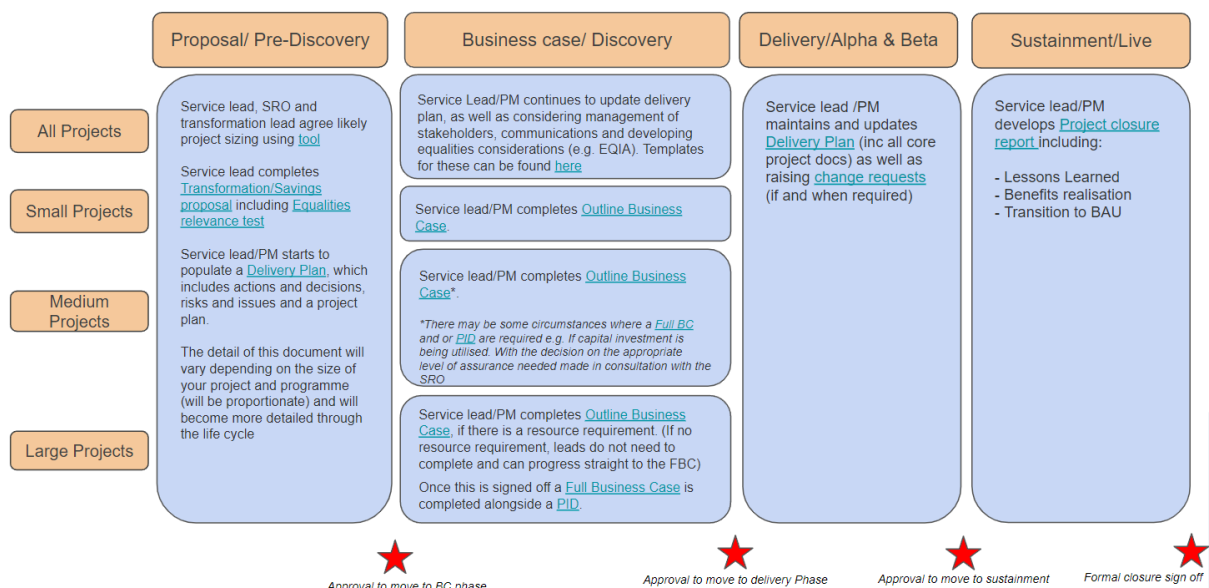 Proposal/ Pre-Discovery
Business case/ Discovery
Delivery/Alpha & Beta
Sustainment/Live
All Projects
Small Projects
Medium
Projects
Large Projects
Service lead, SRO and
transformation lead agree likely
project sizing using tool
Service lead completes
Transformation/Savings
proposal including Equalities
relevance test
Service lead/PM starts to
populate a Delivery Plan, which
includes actions and decisions,
risks and issues and a project
plan.
The detail of this document will
vary depending on the size of
your project and programme
(will be proportionate) and will
become more detailed through
the life cycle
Service Lead/PM continues to update delivery
plan, as well as considering management of
stakeholders, communications and developing
equalities considerations (e.g. EQIA). Templates
for these can be found here
Service lead/PM completes Outline Business
Case.
Service lead/PM completes Outline Business
Case*.
*There may be some circumstances where a Full BC
and or PID are required e.g. If capital investment is
being utilised. With the decision on the appropriate
level of assurance needed made in consultation with the
SRO
Service lead/PM completes Outline Business
Case, if there is a resource requirement. (If no
resource requirement, leads do not need to
complete and can progress straight to the FBC)
Once this is signed off a Full Business Case is
completed alongside a PID.
Service lead /PM
maintains and updates
Delivery Plan (inc all core
project docs) as well as
raising change requests
(if and when required)
Service lead/PM
develops Project closure
report including:
- Lessons Learned
- Benefits realisation
- Transition to BAU
Approval to move to BC phase
Approval to move to delivery Phase
Approval to move to sustainment
Formal closure sign off